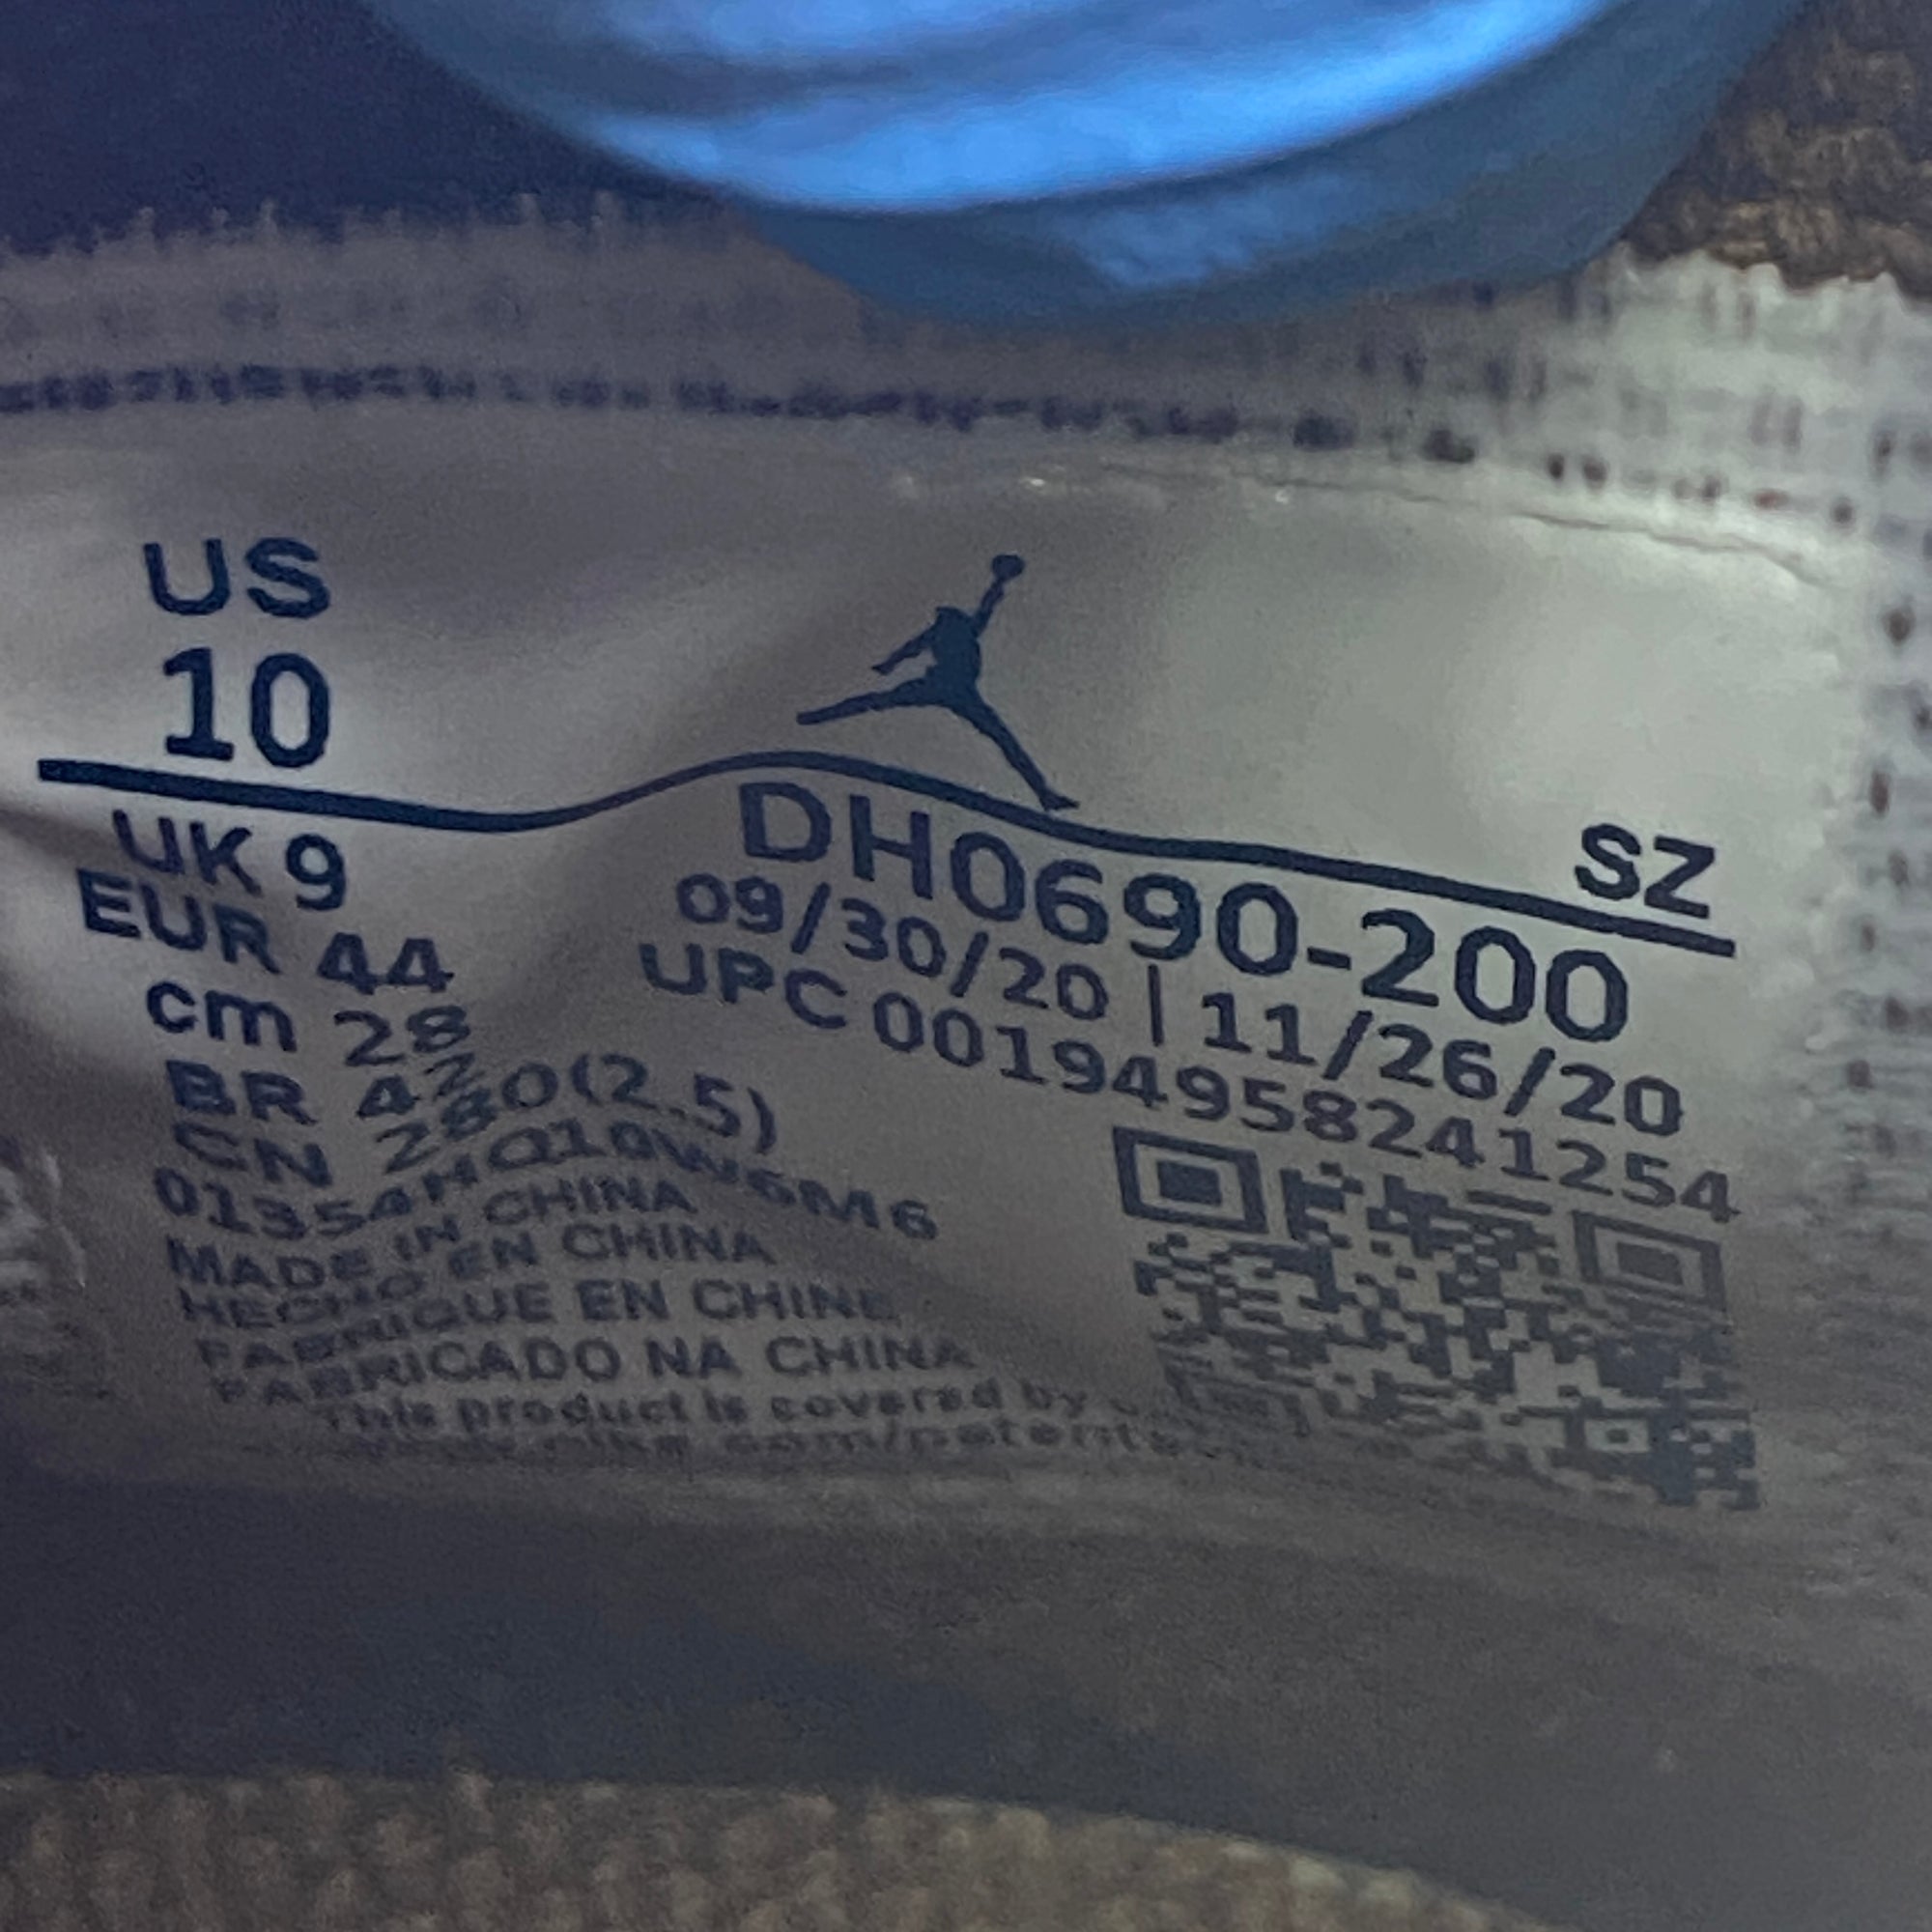 US
10
SZ
UK 9
EUR 44
cm 28
BR 42
CN 280(2.5)
01354HQ10W6M6
MADE IN CHINA
HECHO EN CHINA
FABRIQUE EN CHINE
FABRICADO NA CHINA
This product is covered by
DH0690-200
09/30/20 | 11/26/20
UPC 00194958241254